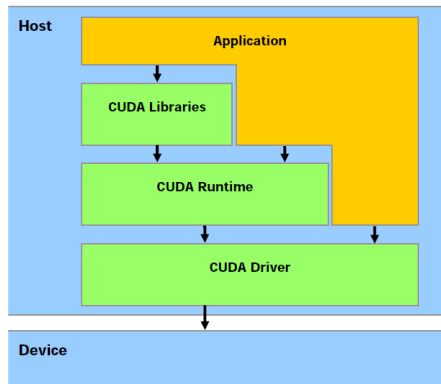 Host
Application
CUDA Libraries
CUDA Runtime
CUDA Driver
Device